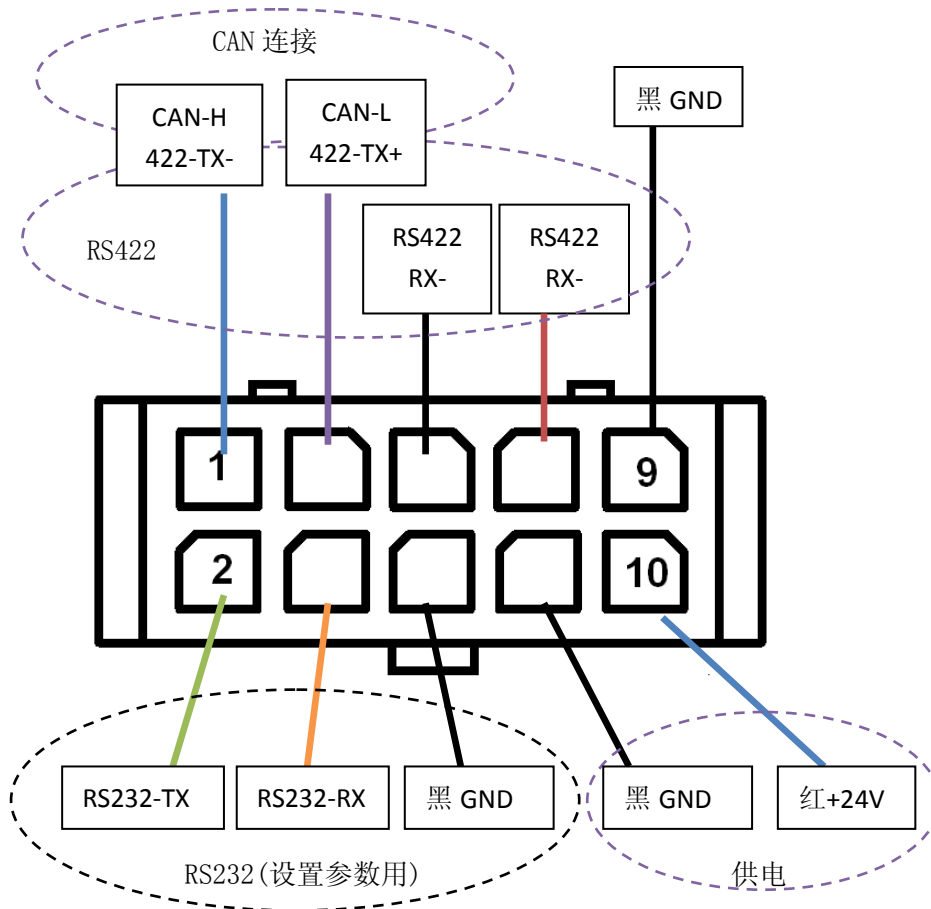 CAN 连接
CAN-H
422-TX-
CAN-L
422-TX+
黑 GND
RS422
RS422
RX-
RS422
RX-
1
9
2
10
RS232-TX
RS232-RX
黑 GND
黑 GND
红+24V
RS232(设置参数用)
供电